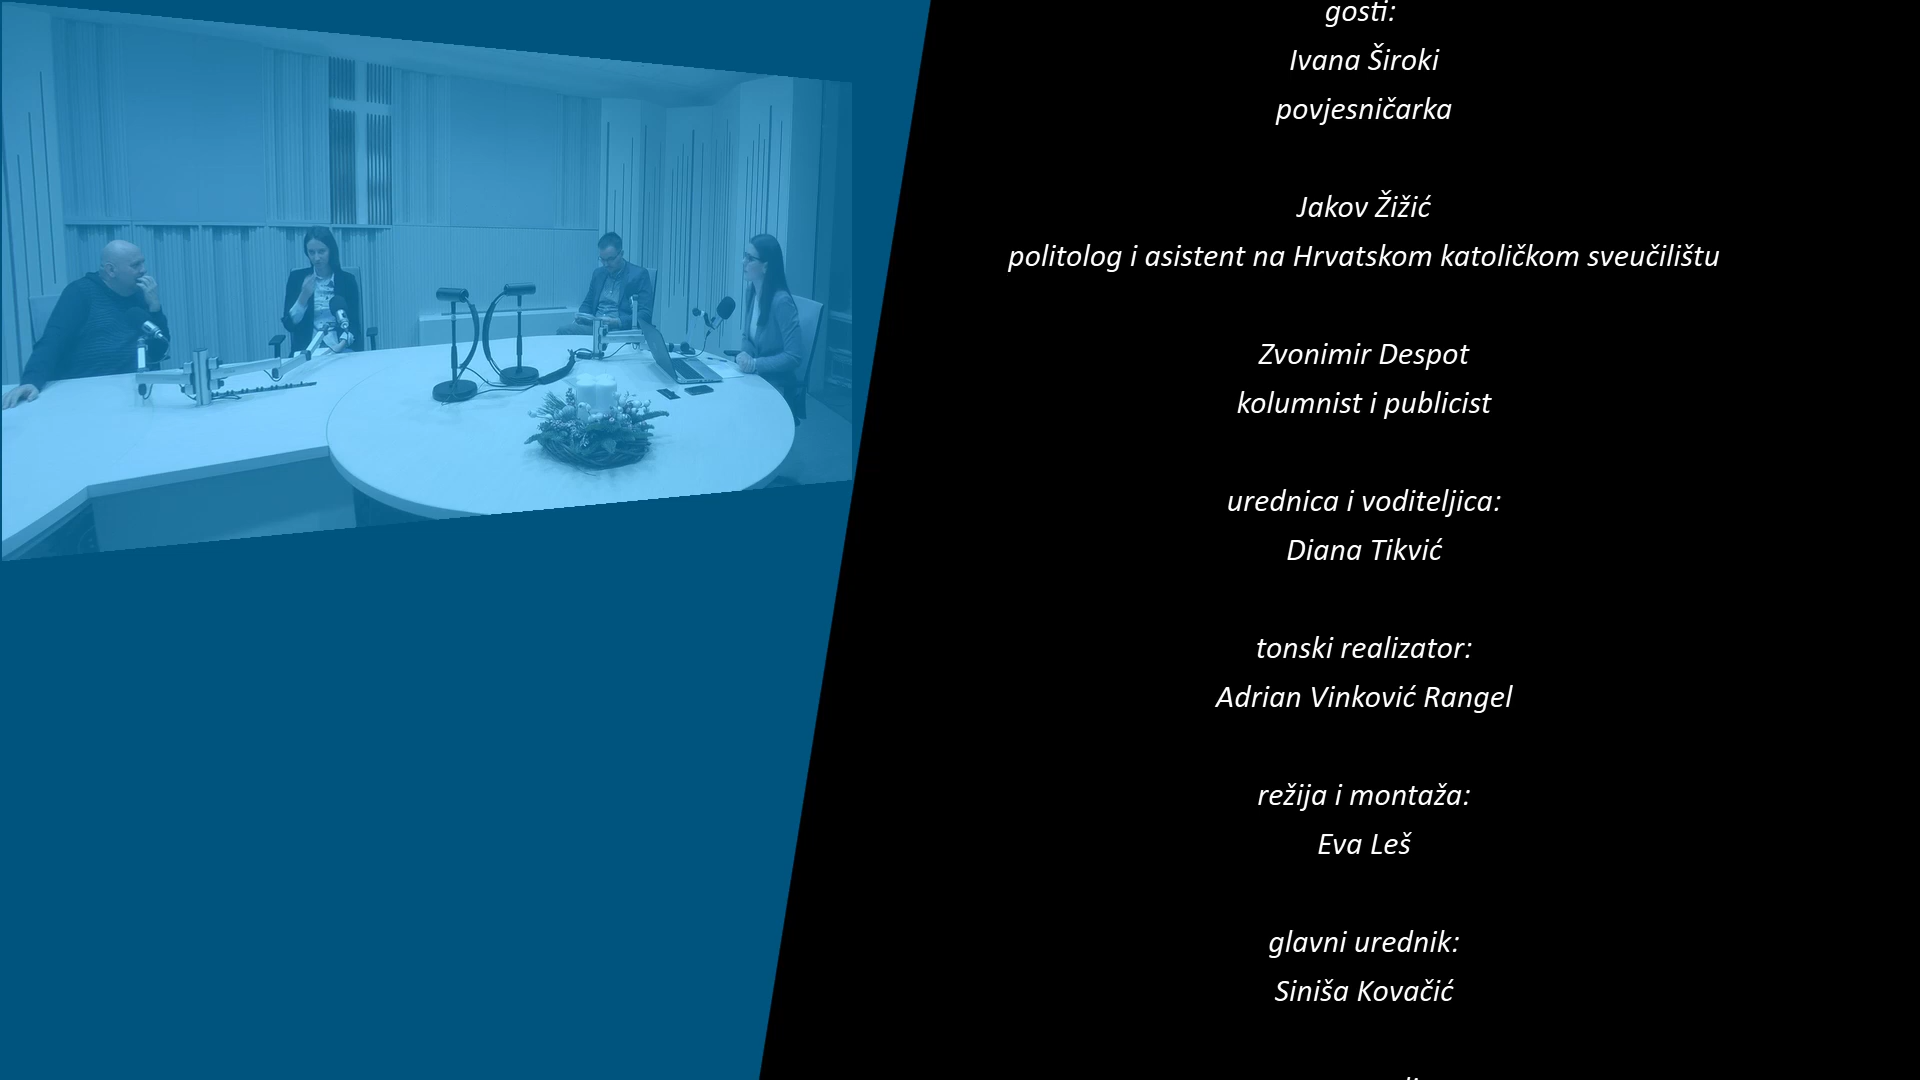 gosti:
Ivana Široki
povjesničarka
Jakov Žižić
politolog i asistent na Hrvatskom katoličkom sveučilištu
Zvonimir Despot
kolumnist i publicist
urednica i voditeljica:
Diana Tikvić
tonski realizator:
Adrian Vinković Rangel
režija i montaža:
Eva Leš
glavni urednik:
Siniša Kovačić